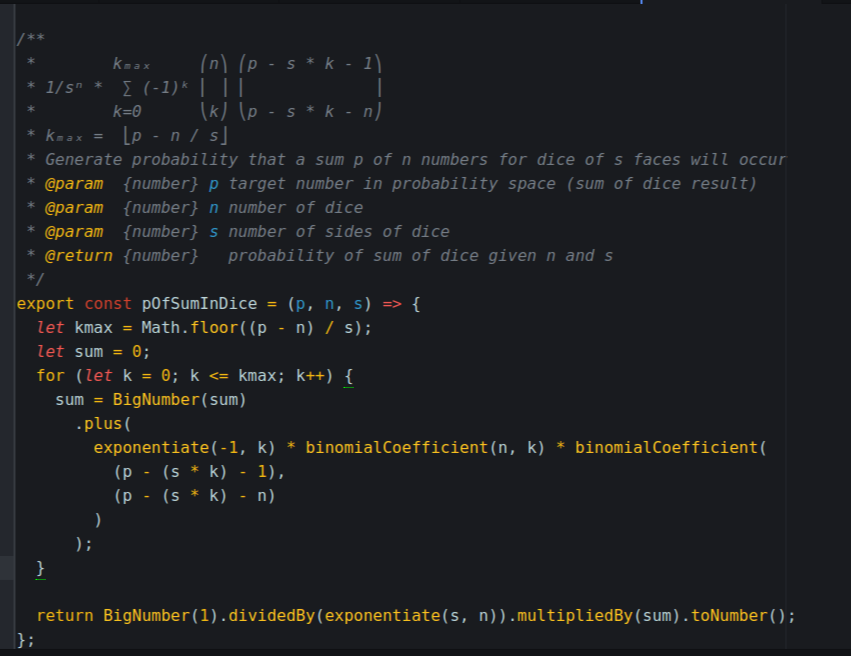 /**
 *        kₘₐₓ     ⎛n⎞ ⎛p - s * k - 1⎞
 * 1/sⁿ *  ∑ (-1)ᵏ ⎜ ⎟ ⎜             ⎟
 *        k=0      ⎝k⎠ ⎝p - s * k - n⎠
 * kₘₐₓ =  ⎣p - n / s⎦
 * Generate probability that a sum p of n numbers for dice of s faces will occur
 * @param  {number} p target number in probability space (sum of dice result)
 * @param  {number} n number of dice
 * @param  {number} s number of sides of dice
 * @return {number}   probability of sum of dice given n and s
 */
export const pOfSumInDice = (p, n, s) => {
  let kmax = Math.floor((p - n) / s);
  let sum = 0;
  for (let k = 0; k <= kmax; k++) {
    sum = BigNumber(sum)
      .plus(
        exponentiate(-1, k) * binomialCoefficient(n, k) * binomialCoefficient(
          (p - (s * k) - 1),
          (p - (s * k) - n)
        )
      );
  }
  return BigNumber(1).dividedBy(exponentiate(s, n)).multipliedBy(sum).toNumber();
};